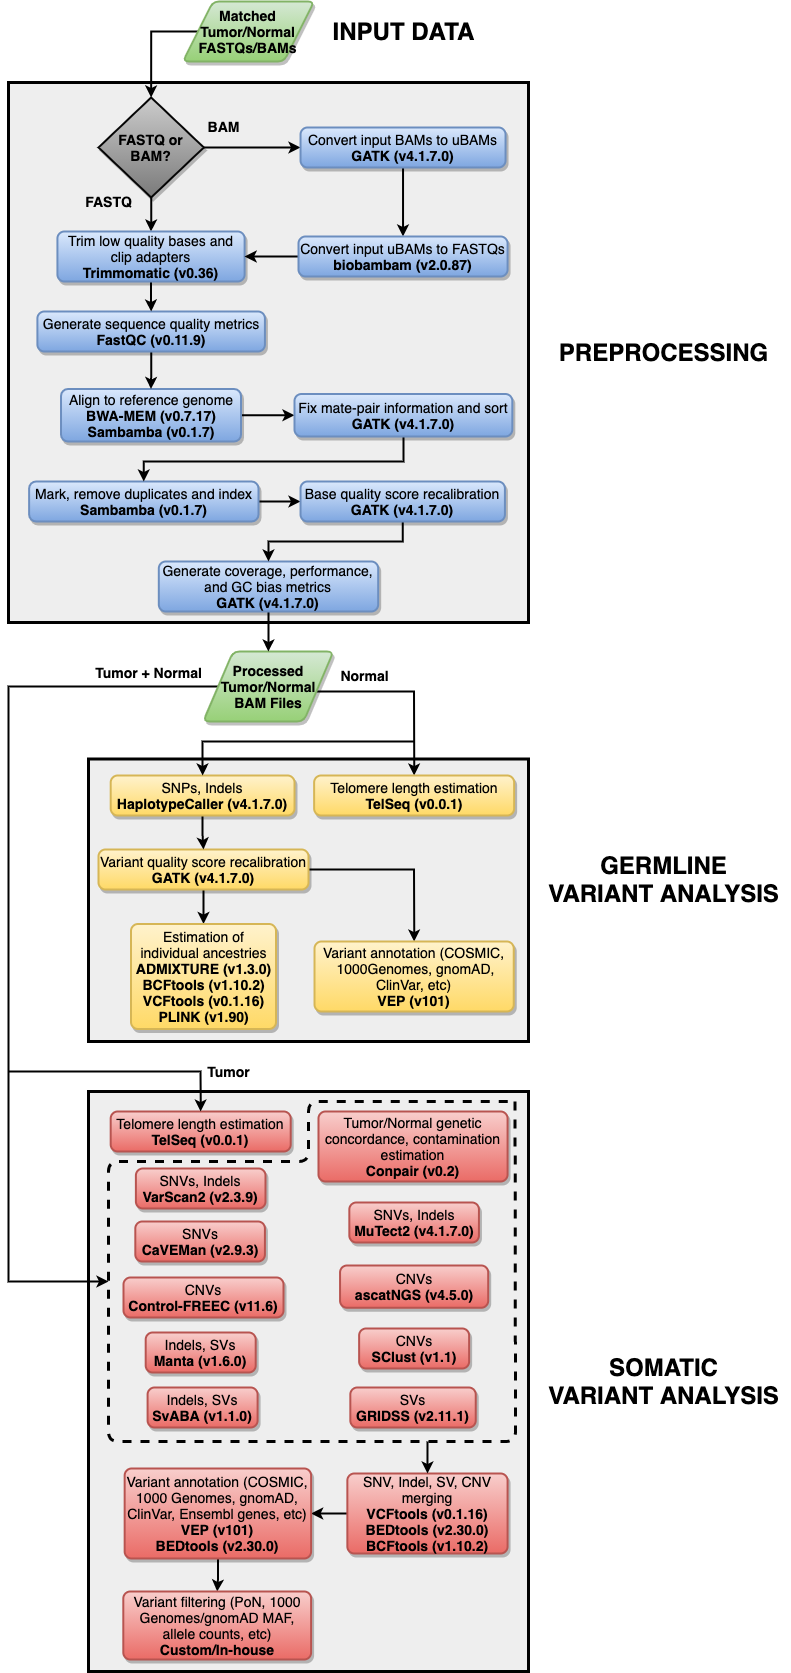 Matched
Tumor/Normal
FASTQs/BAMs
INPUT DATA
FASTQ or
BAM?
BAM
FASTQ
Convert input BAMs to uBAMs
GATK (v4.1.7.0)
Trim low quality bases and
clip adapters
Trimmomatic (v0.36)
Convert input uBAMs to FASTQs
biobambam (v2.0.87)
Generate sequence quality metrics
FastQC (v0.11.9)
PREPROCESSING
Align to reference genome
BWA-MEM (v0.7.17)
Sambamba (v0.1.7)
Fix mate-pair information and sort
GATK (v4.1.7.0)
Mark, remove duplicates and index
Sambamba (v0.1.7)
Base quality score recalibration
GATK (v4.1.7.0)
Generate coverage, performance,
and GC bias metrics
GATK (v4.1.7.0)
Tumor + Normal
Processed
Tumor/Normal
BAM Files
Normal
SNPs, Indels
HaplotypeCaller (v4.1.7.0)
Telomere length estimation
TelSeq (v0.0.1)
Variant quality score recalibration
GATK (v4.1.7.0)
GERMLINE
VARIANT ANALYSIS
Estimation of
individual ancestries
ADMIXTURE (v1.3.0)
BCFtools (v1.10.2)
VCFtools (v0.1.16)
PLINK (v1.90)
Variant annotation (COSMIC,
1000Genomes, gnomAD,
ClinVar, etc)
VEP (v101)
Tumor
Telomere length estimation
TelSeq (v0.0.1)
Tumor/Normal genetic
concordance, contamination
estimation
Conpair (v0.2)
SNVs, Indels
VarScan2 (v2.3.9)
SNVs, Indels
MuTect2 (v4.1.7.0)
SNVs
CaVEMan (v2.9.3)
CNVs
ascatNGS (v4.5.0)
CNVs
Control-FREEC (v11.6)
CNVs
SClust (v1.1)
Indels, SVs
Manta (v1.6.0)
SOMATIC
VARIANT ANALYSIS
Indels, SVs
SvABA (v1.1.0)
SVs
GRIDSS (v2.11.1)
Variant annotation (COSMIC,
1000 Genomes, gnomAD,
ClinVar, Ensembl genes, etc)
VEP (v101)
BEDtools (v2.30.0)
SNV, Indel, SV, CNV
merging
VCFtools (v0.1.16)
BEDtools (v2.30.0)
BCFtools (v1.10.2)
Variant filtering (PoN, 1000
Genomes/gnomAD MAF,
allele counts, etc)
Custom/In-house